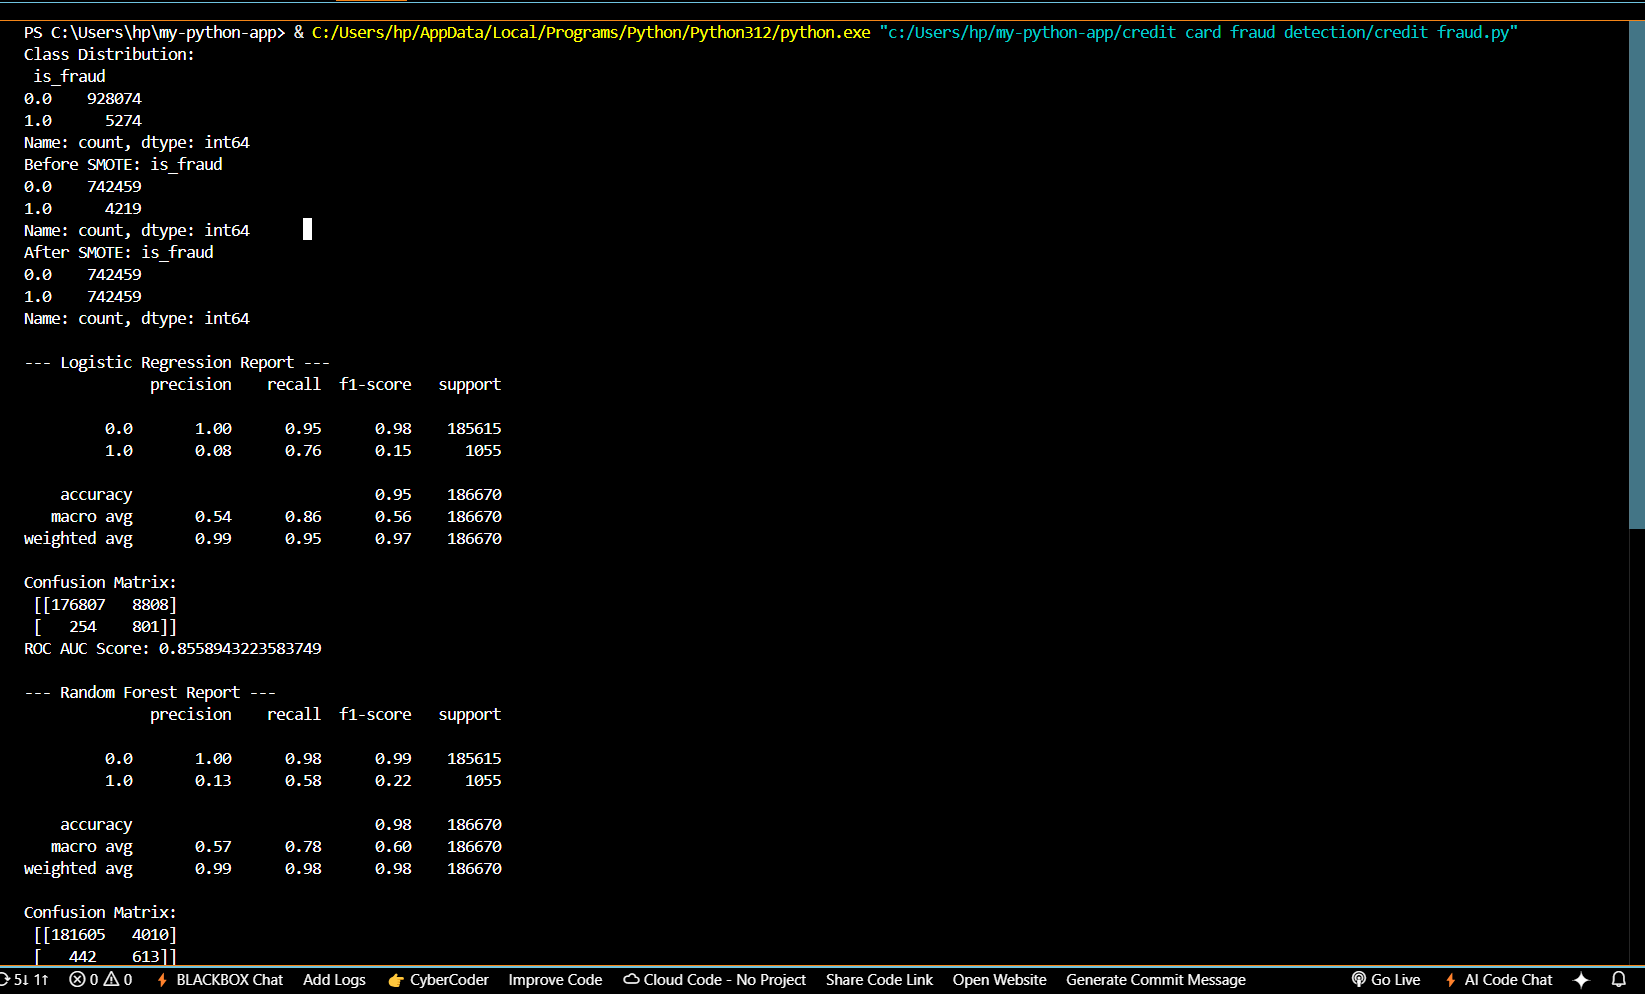 PS C:\Users\hp\my-python-app> & C:/Users/hp/AppData/Local/Programs/Python/Python312/python.exe "c:/Users/hp/my-python-app/credit card fraud detection/credit fraud.py"
Class Distribution:
 is_fraud
0.0    928074
1.0      5274
Name: count, dtype: int64
Before SMOTE: is_fraud
0.0    742459
1.0      4219
Name: count, dtype: int64
After SMOTE: is_fraud
0.0    742459
1.0    742459
Name: count, dtype: int64
--- Logistic Regression Report ---
              precision    recall  f1-score   support
         0.0       1.00      0.95      0.98    185615
         1.0       0.08      0.76      0.15      1055
    accuracy                           0.95    186670
   macro avg       0.54      0.86      0.56    186670
weighted avg       0.99      0.95      0.97    186670
Confusion Matrix:
 [[176807   8808]
 [   254    801]]
ROC AUC Score: 0.8558943223583749
--- Random Forest Report ---
              precision    recall  f1-score   support
         0.0       1.00      0.98      0.99    185615
         1.0       0.13      0.58      0.22      1055
    accuracy                           0.98    186670
   macro avg       0.57      0.78      0.60    186670
weighted avg       0.99      0.98      0.98    186670
Confusion Matrix:
 [[181605   4010]
 [   442    613]]
5↓ 1↑ 0 0 BLACKBOX Chat Add Logs CyberCoder Improve Code Cloud Code - No Project Share Code Link Open Website Generate Commit Message Go Live AI Code Chat